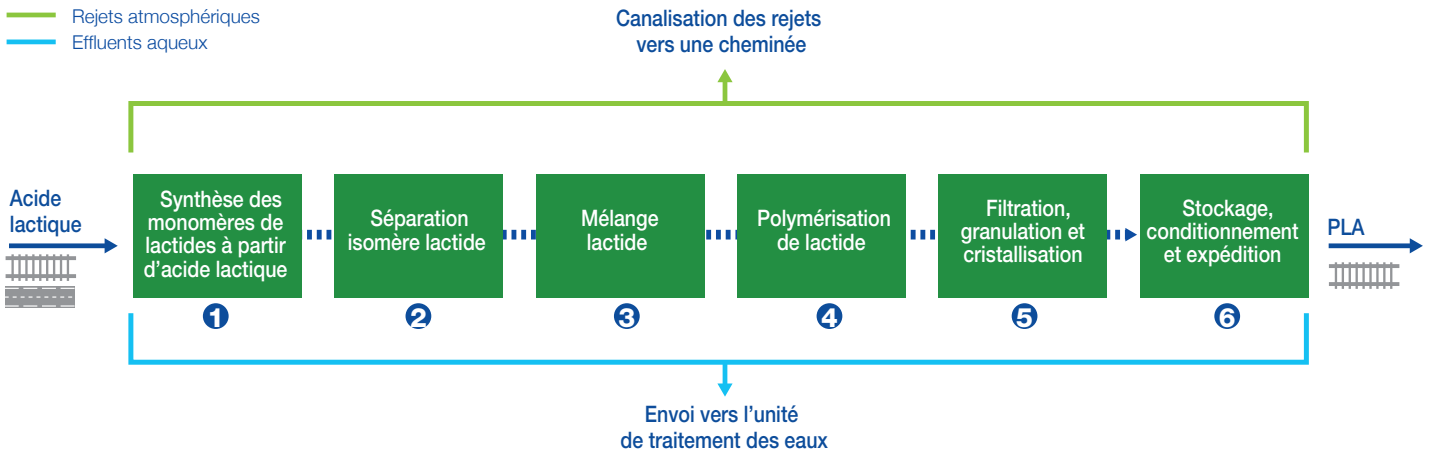 Rejets atmosphériques
Effluents aqueux
Canalisation des rejets
vers une cheminée
Acide
lactique
Synthèse des
monomères de
lactides à partir
d'acide lactique
Séparation
isomère lactide
Mélange
lactide
Polymérisation
de lactide
Filtration,
granulation et
cristallisation
Stockage,
conditionnement
et expédition
PLA
1
2
3
4
5
6
Envoi vers l'unité
de traitement des eaux